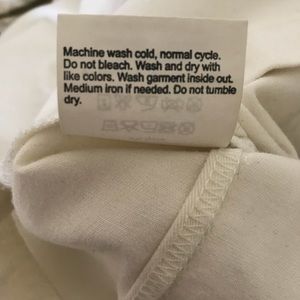 Machine wash cold, normal cycle.
Do not bleach. Wash and dry with
like colors. Wash garment inside out.
Medium iron if needed. Do not tumble
dry.